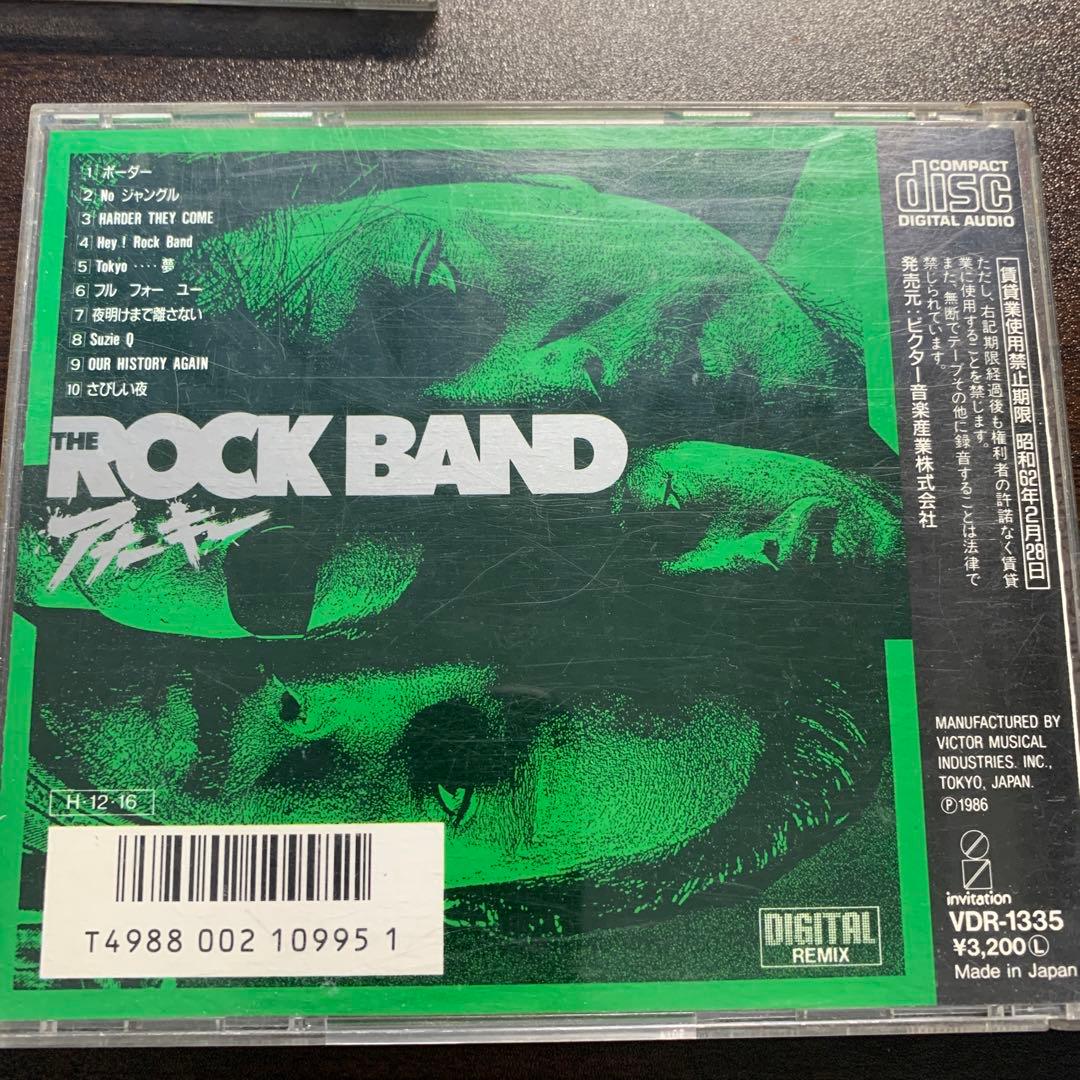 1 ボーダー
2 No ジャングル
3 HARDER THEY COME
4 Hey! Rock Band
5 Tokyo ‥‥夢
6 フル フォー ユー
7 夜明けまで離さない
8 Suzie Q
9 OUR HISTORY AGAIN
10 さびしい夜
THE ROCK BAND
アナーキー
H・12・16
T4988 002 10995 1
DIGITAL
REMIX
COMPACT
disc
DIGITAL AUDIO
賃貸業使用禁止期限 昭和62年2月28日
ただし、右記期限経過後も権利者の許諾なく賃貸
業に使用することを禁じます。
また、無断でテープその他に録音することは法律で
禁じられています。
発売元：ビクター音楽産業株式会社
MANUFACTURED BY
VICTOR MUSICAL
INDUSTRIES. INC.,
TOKYO, JAPAN.
Ⓟ1986
invitation
VDR-1335
¥3,200Ⓛ
Made in Japan